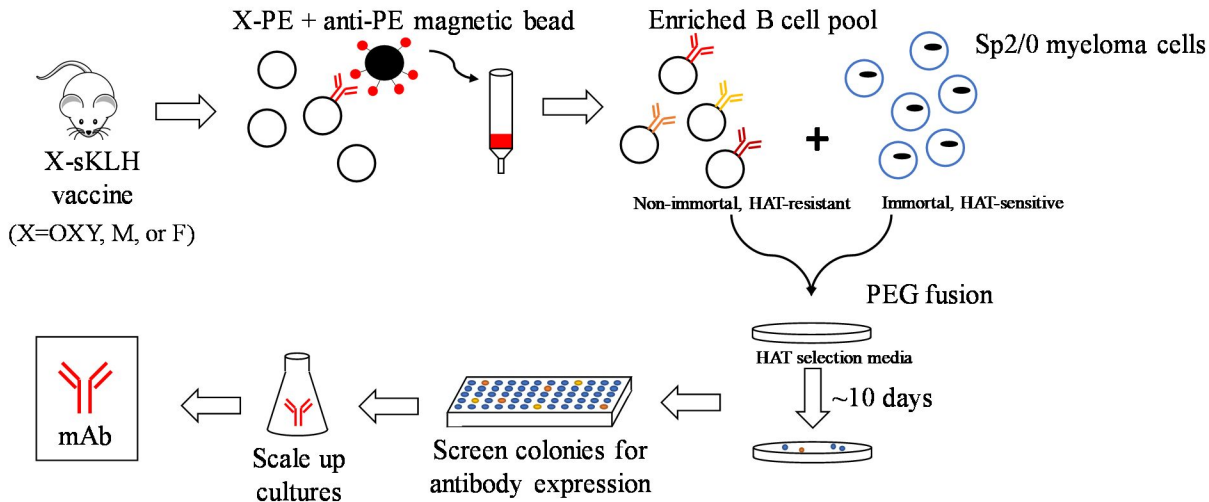 X-PE + anti-PE magnetic bead
Enriched B cell pool
Sp2/0 myeloma cells
X-sKLH
vaccine
(X=OXY, M, or F)
+
Non-immortal, HAT-resistant
Immortal, HAT-sensitive
PEG fusion
HAT selection media
~10 days
Screen colonies for
antibody expression
Scale up
cultures
mAb